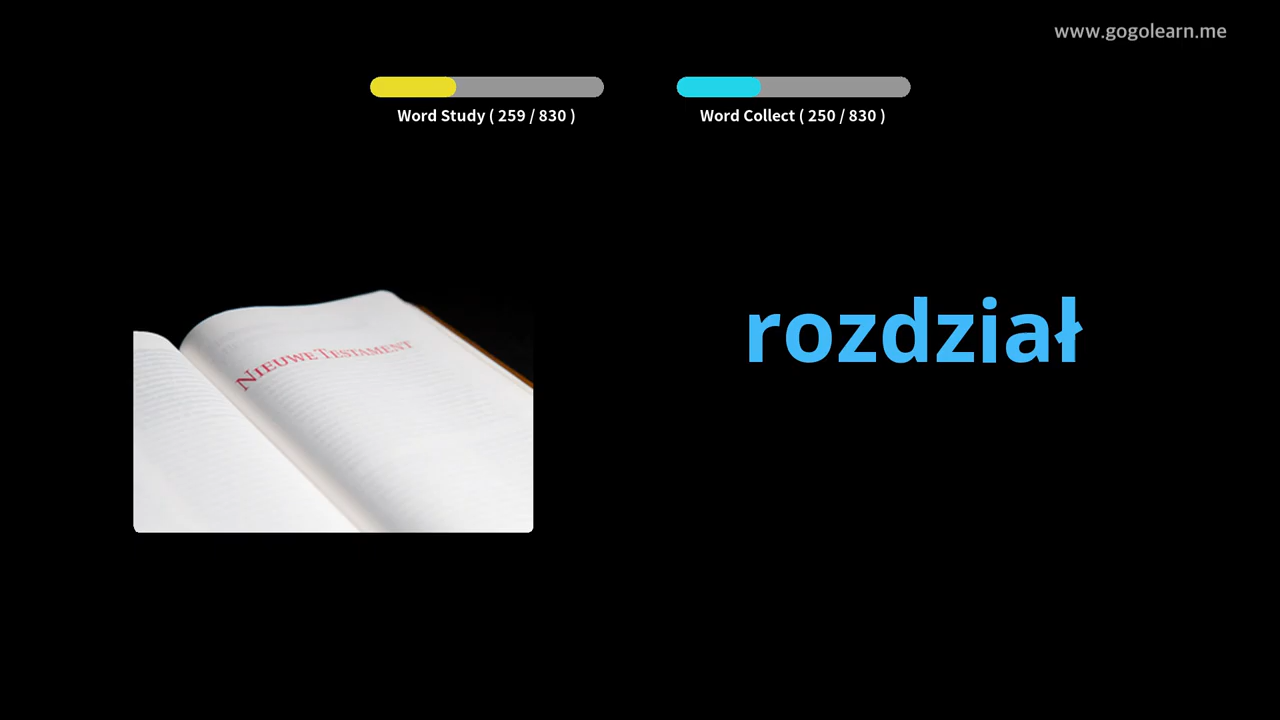 www.gogolearn.me
Word Study ( 259 / 830 )
Word Collect ( 250 / 830 )
rozdział
NIEUWE TESTAMENT